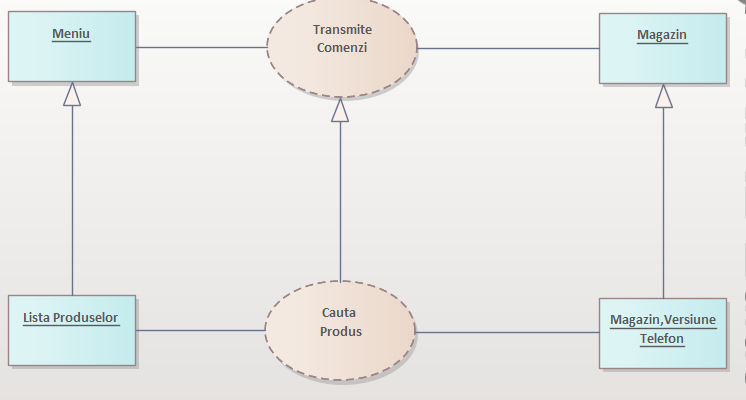 Meniu
Transmite
Comenzi
Magazin
Lista Produselor
Cauta
Produs
Magazin,Versiune
Telefon